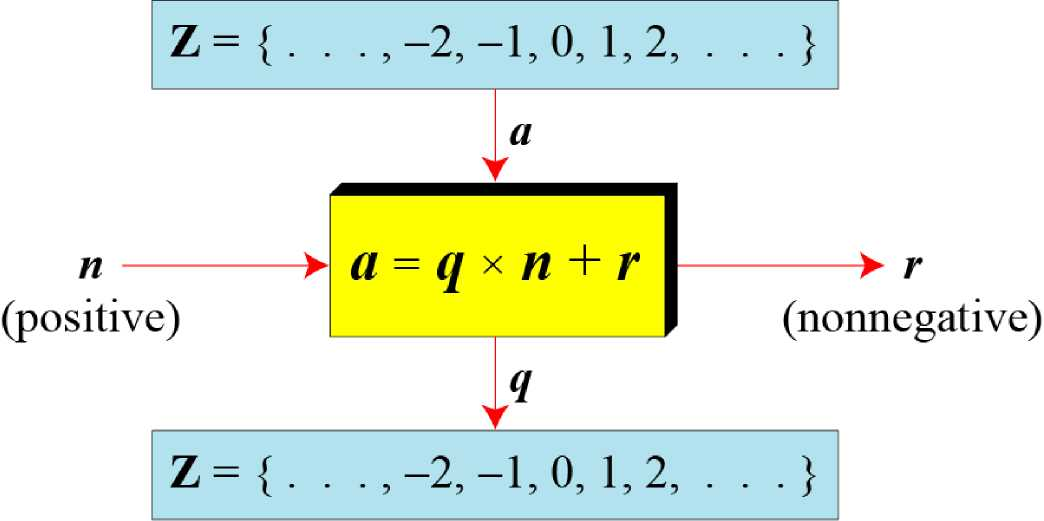 Z = { . . . , –2, –1, 0, 1, 2, . . . }
a
n
(positive)
a = q × n + r
r
(nonnegative)
q
Z = { . . . , –2, –1, 0, 1, 2, . . . }